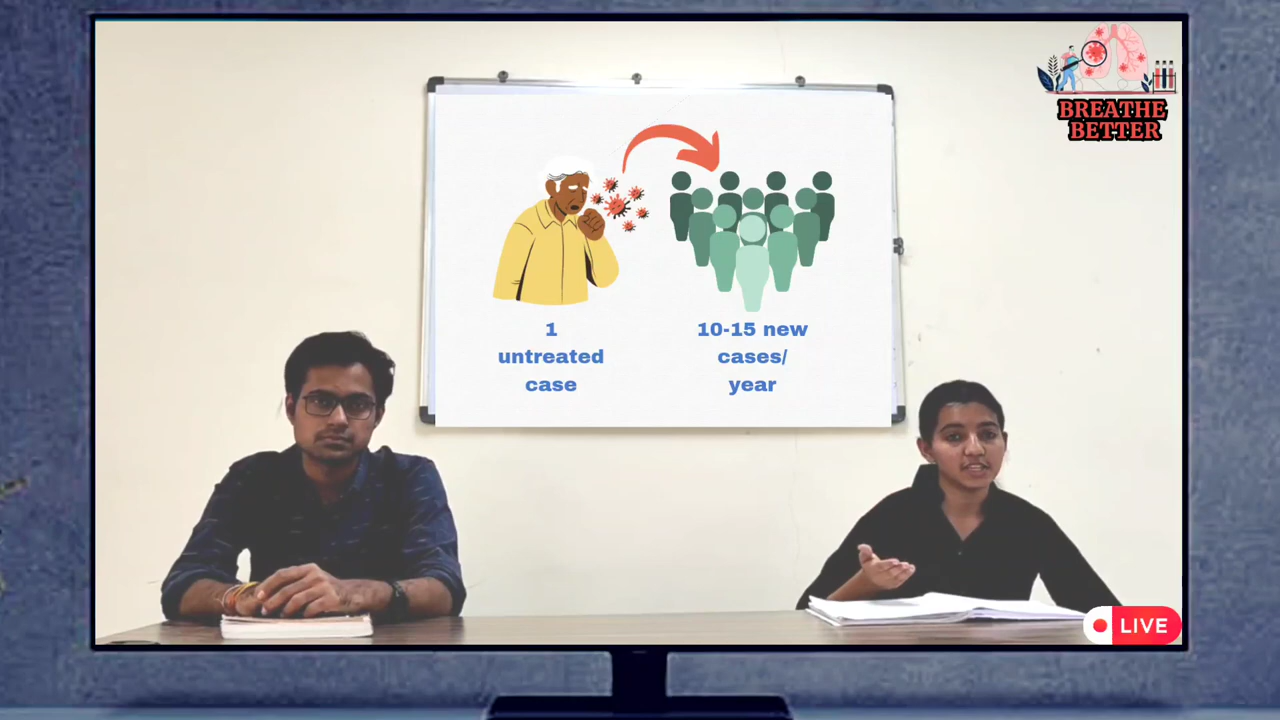 BREATHE
BETTER
1
untreated
case
10-15 new
cases/
year
LIVE